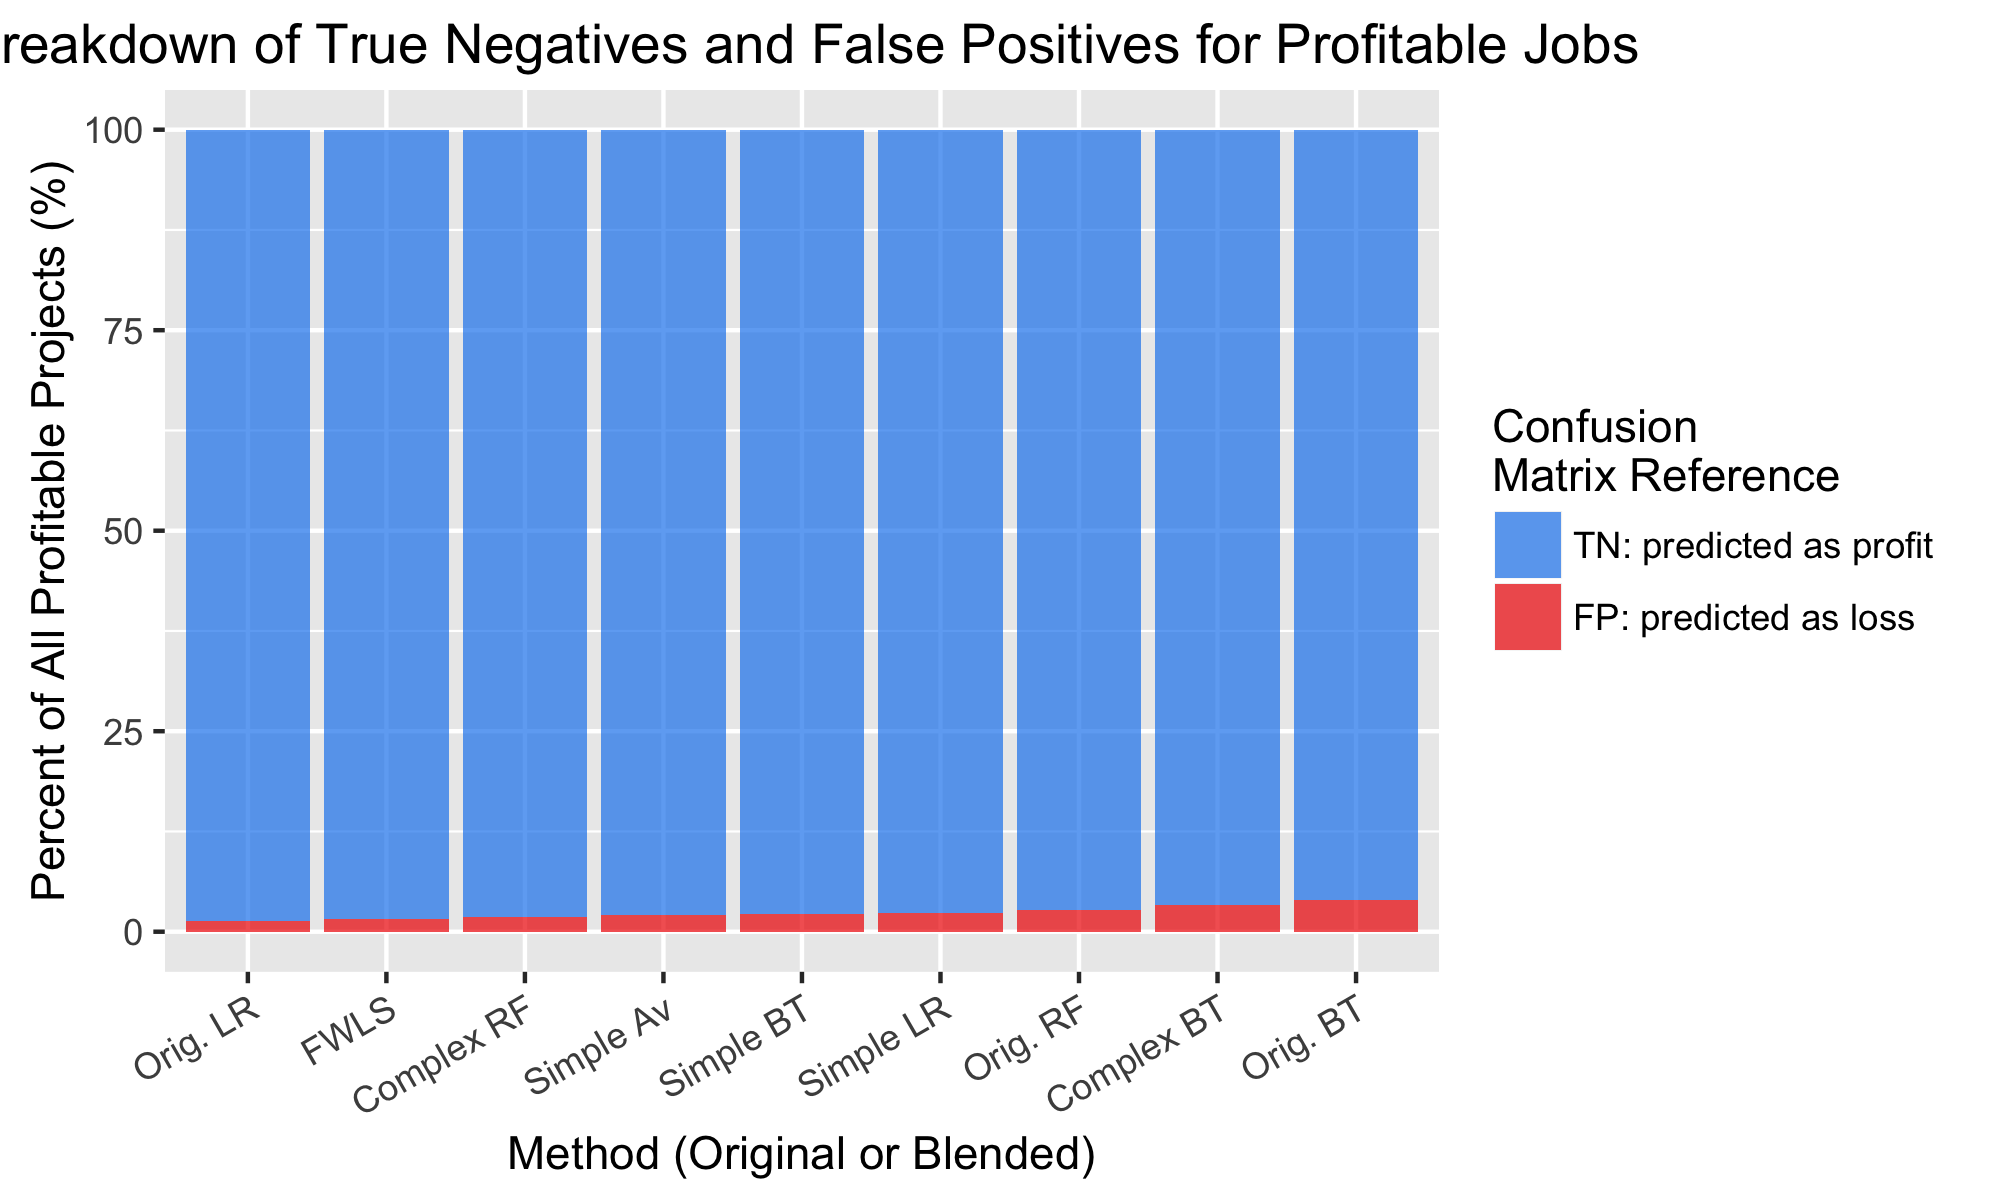 reakdown of True Negatives and False Positives for Profitable Jobs
Percent of All Profitable Projects (%)
100
75
50
25
0
Orig. LR
FWLS
Complex RF
Simple Av
Simple BT
Simple LR
Orig. RF
Complex BT
Orig. BT
Method (Original or Blended)
Confusion
Matrix Reference
TN: predicted as profit
FP: predicted as loss